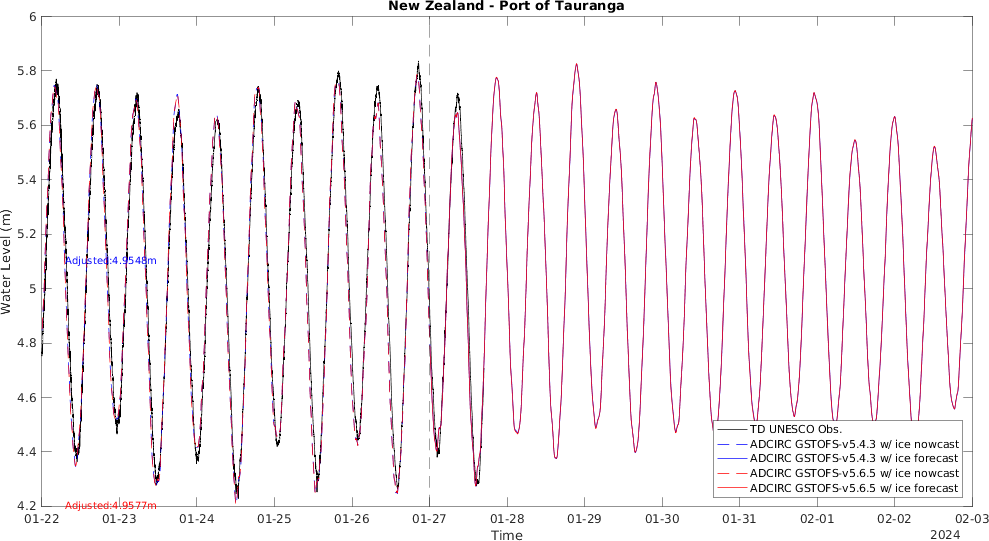 New Zealand - Port of Tauranga
6
5.8
5.6
5.4
5.2
5
4.8
4.6
4.4
4.2
Water Level (m)
Adjusted:4.9548m
Adjusted:4.9577m
TD UNESCO Obs.
ADCIRC GSTOFS-v5.4.3 w/ ice nowcast
ADCIRC GSTOFS-v5.4.3 w/ ice forecast
ADCIRC GSTOFS-v5.6.5 w/ ice nowcast
ADCIRC GSTOFS-v5.6.5 w/ ice forecast
01-22 01-23 01-24 01-25 01-26 01-27 01-28 01-29 01-30 01-31 02-01 02-02 02-03
Time
2024